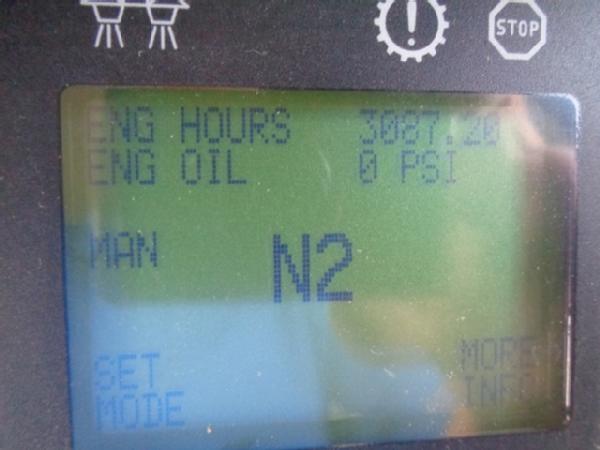 STOP
ENG HOURS 3087.20
ENG OIL 0 PSI
MAN N2
SET MORE
MODE INFO